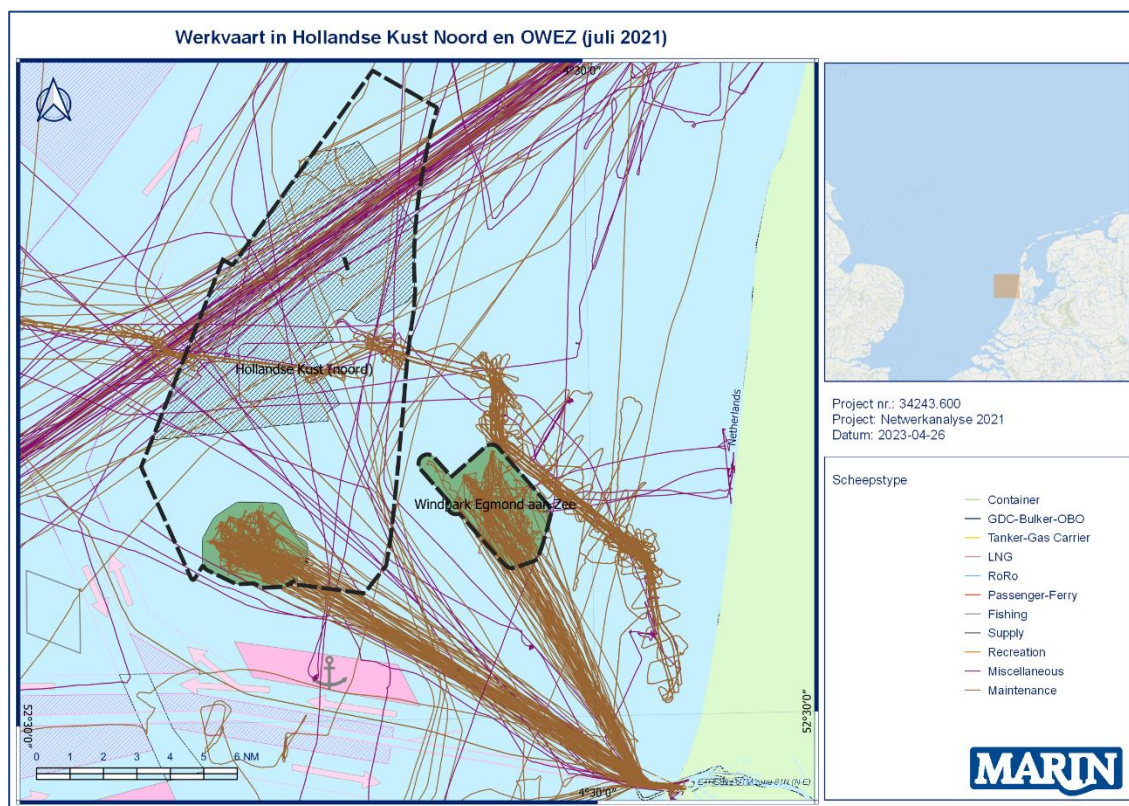 Werkvaart in Hollandse Kust Noord en OWEZ (juli 2021)
4°30'0"
Hollandse Kust (noord)
Windpark Egmond aan Zee
Netherlands
52°30'0"
52°30'0"
0 1 2 3 4 5 6 NM
4°30'0"
Project nr.: 34243.600
Project: Netwerkanalyse 2021
Datum: 2023-04-26
Scheepstype
Container
GDC-Bulker-OBO
Tanker-Gas Carrier
LNG
RoRo
Passenger-Ferry
Fishing
Supply
Recreation
Miscellaneous
Maintenance
MARIN